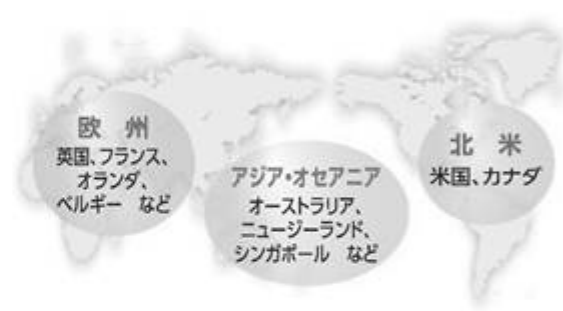 欧 州
英国、フランス、
オランダ、
ベルギー など
アジア・オセアニア
オーストラリア、
ニュージーランド、
シンガポール など
北 米
米国、カナダ